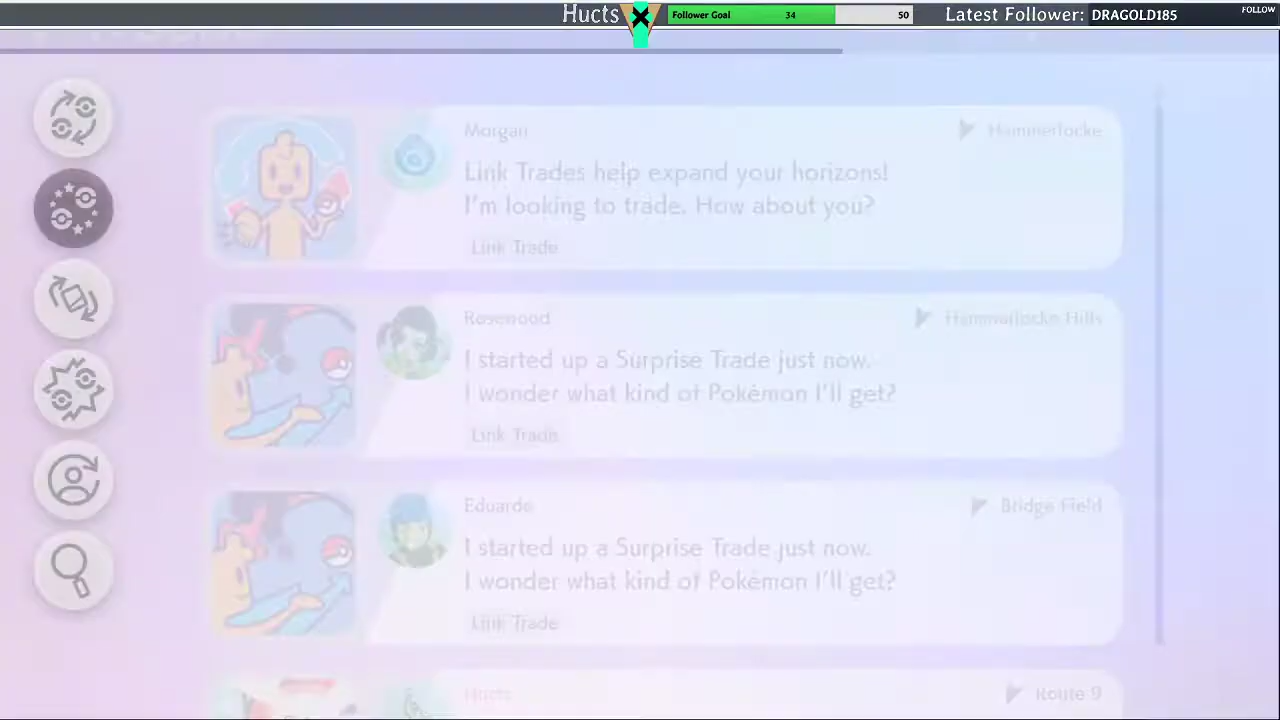 Hucts
Follower Goal 34 50
Latest Follower: DRAGOLD185
FOLLOW
Morgan
Hammerlocke
Link Trades help expand your horizons!
I'm looking to trade. How about you?
Link Trade
Rosewood
Hammerlocke Hills
I started up a Surprise Trade just now.
I wonder what kind of Pokémon I'll get?
Link Trade
Eduardo
Bridge Field
I started up a Surprise Trade just now.
I wonder what kind of Pokémon I'll get?
Link Trade
Hucts
Route 9